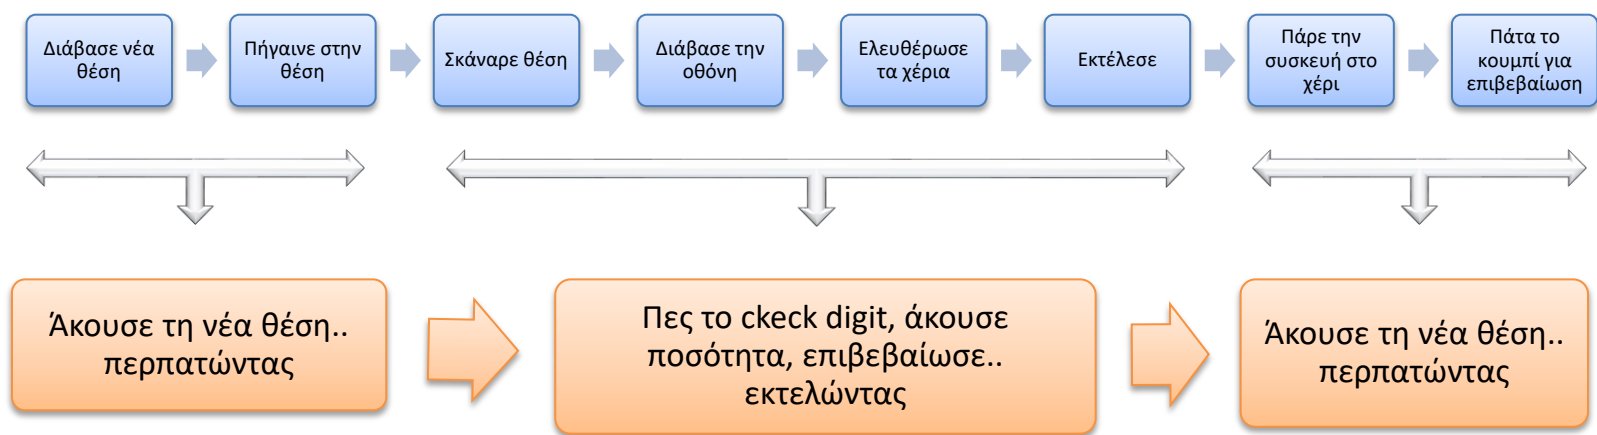 Διάβασε νέα
θέση
Πήγαινε στην
θέση
Σκάναρε θέση
Διάβασε την
οθόνη
Ελευθέρωσε
τα χέρια
Εκτέλεσε
Πάρε την
συσκευή στο
χέρι
Πάτα το
κουμπί για
επιβεβαίωση
Άκουσε τη νέα θέση..
περπατώντας
Πες το ckeck digit, άκουσε
ποσότητα, επιβεβαίωσε..
εκτελώντας
Άκουσε τη νέα θέση..
περπατώντας